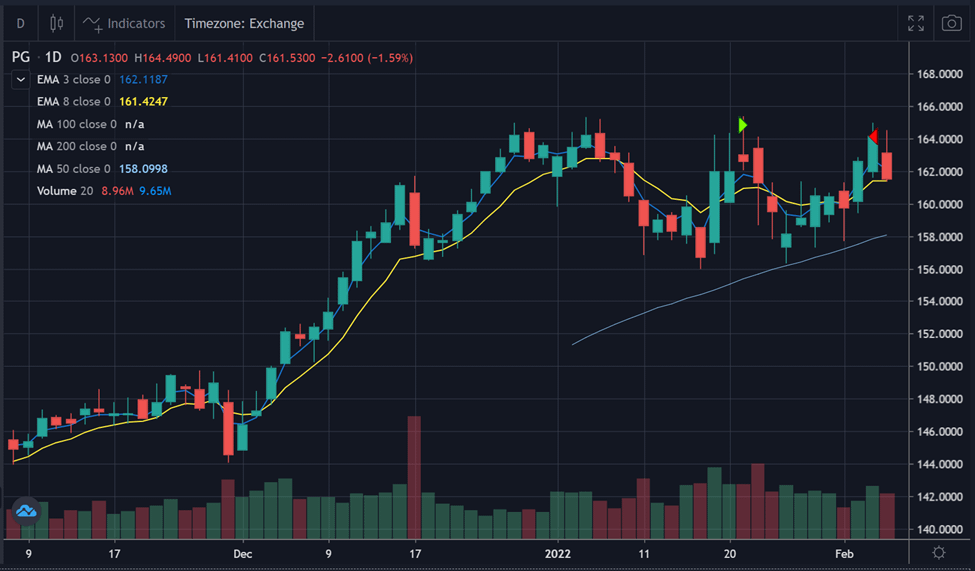 D Indicators Timezone: Exchange
PG · 1D O163.1300 H164.4900 L161.4100 C161.5300 −2.6100 (−1.59%)
EMA 3 close 0 162.1187
EMA 8 close 0 161.4247
MA 100 close 0 n/a
MA 200 close 0 n/a
MA 50 close 0 158.0998
Volume 20 8.96M 9.65M
168.0000
166.0000
164.0000
162.0000
160.0000
158.0000
156.0000
154.0000
152.0000
150.0000
148.0000
146.0000
144.0000
142.0000
140.0000
9 17 Dec 9 17 2022 11 20 Feb